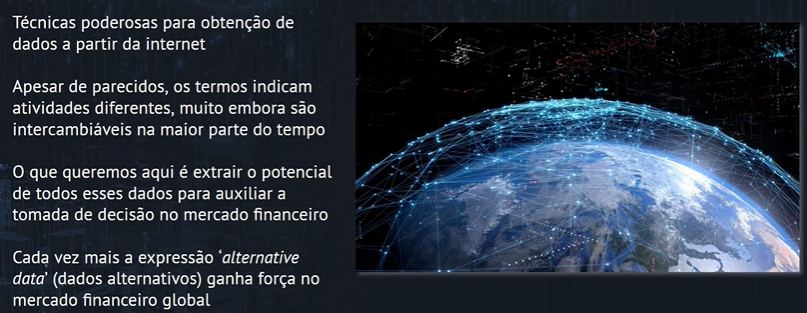 Técnicas poderosas para obtenção de
dados a partir da internet
Apesar de parecidos, os termos indicam
atividades diferentes, muito embora são
intercambiáveis na maior parte do tempo
O que queremos aqui é extrair o potencial
de todos esses dados para auxiliar a
tomada de decisão no mercado financeiro
Cada vez mais a expressão ‘alternative
data’ (dados alternativos) ganha força no
mercado financeiro global